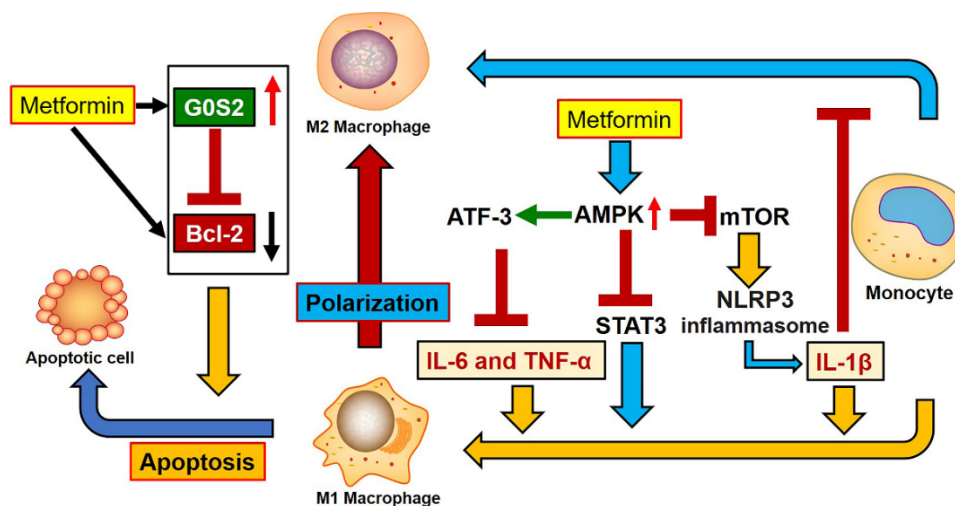 Metformin
G0S2
Bcl-2
Apoptotic cell
Apoptosis
M2 Macrophage
Polarization
M1 Macrophage
Metformin
ATF-3
AMPK
mTOR
STAT3
NLRP3
inflammasome
IL-6 and TNF-α
IL-1β
Monocyte